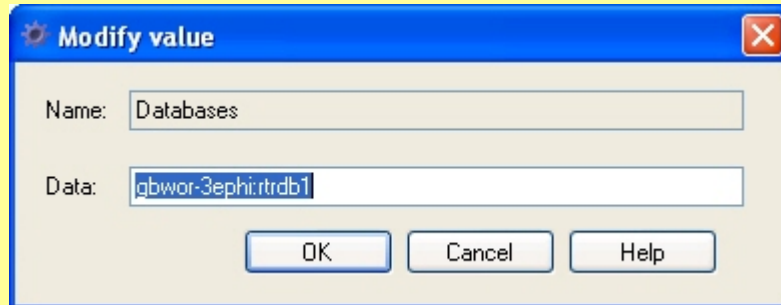 Modify value
Name: Databases
Data: gbwor-3ephi:rtrdb1
OK Cancel Help